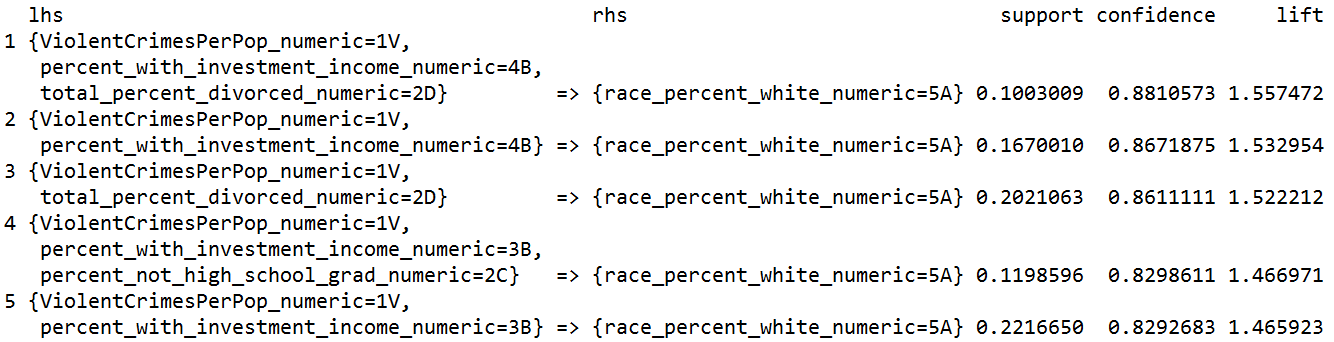 lhs                                            rhs                             support confidence     lift
1 {ViolentCrimesPerPop_numeric=1V,
   percent_with_investment_income_numeric=4B,
   total_percent_divorced_numeric=2D}         => {race_percent_white_numeric=5A} 0.1003009  0.8810573 1.557472
2 {ViolentCrimesPerPop_numeric=1V,
   percent_with_investment_income_numeric=4B} => {race_percent_white_numeric=5A} 0.1670010  0.8671875 1.532954
3 {ViolentCrimesPerPop_numeric=1V,
   total_percent_divorced_numeric=2D}         => {race_percent_white_numeric=5A} 0.2021063  0.8611111 1.522212
4 {ViolentCrimesPerPop_numeric=1V,
   percent_with_investment_income_numeric=3B,
   percent_not_high_school_grad_numeric=2C}   => {race_percent_white_numeric=5A} 0.1198596  0.8298611 1.466971
5 {ViolentCrimesPerPop_numeric=1V,
   percent_with_investment_income_numeric=3B} => {race_percent_white_numeric=5A} 0.2216650  0.8292683 1.465923